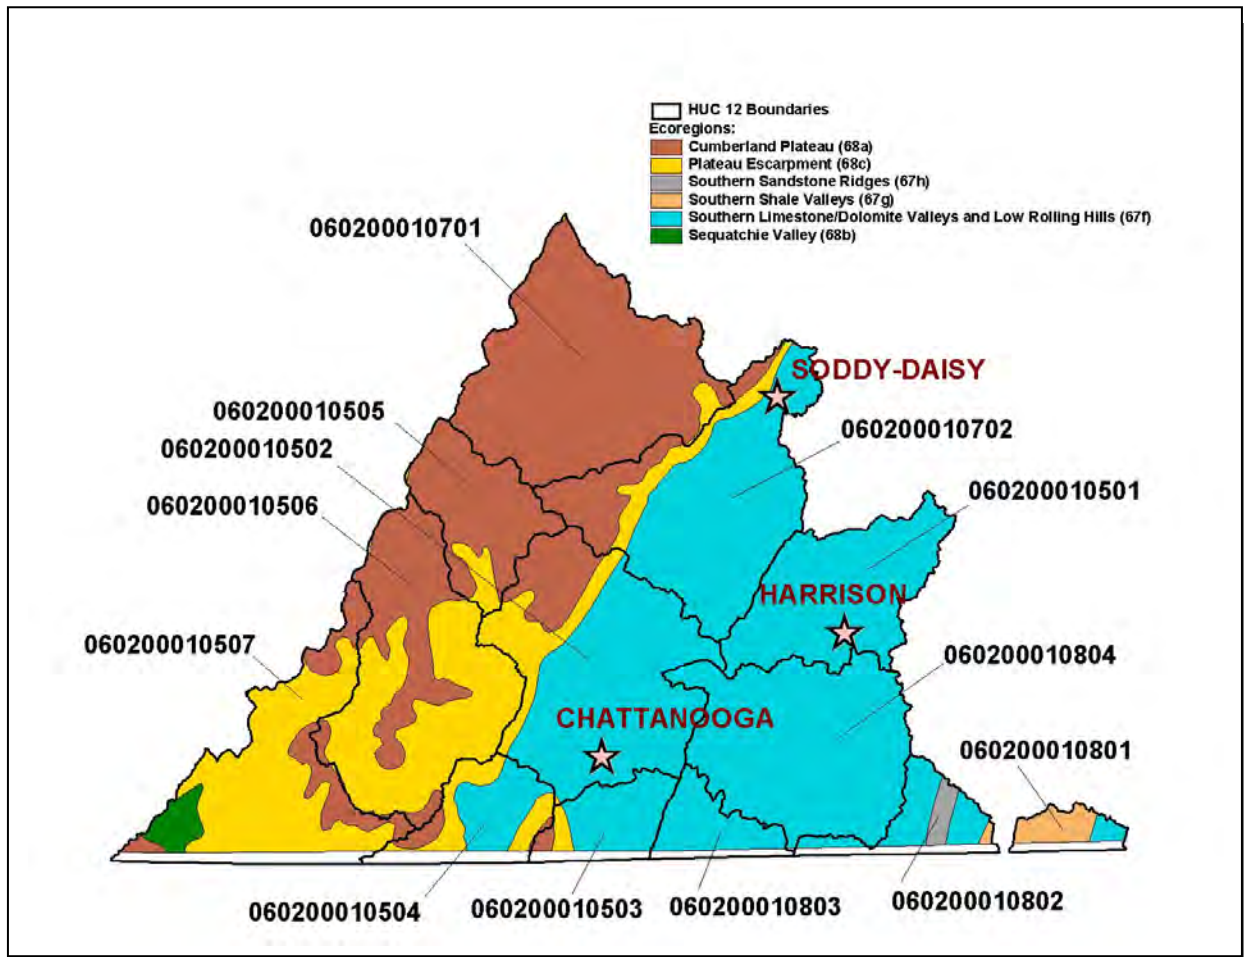 HUC 12 Boundaries
Ecoregions:
Cumberland Plateau (68a)
Plateau Escarpment (68c)
Southern Sandstone Ridges (67h)
Southern Shale Valleys (67g)
Southern Limestone/Dolomite Valleys and Low Rolling Hills (67f)
Sequatchie Valley (68b)
060200010701
SODDY-DAISY
060200010505
060200010702
060200010502
060200010501
060200010506
HARRISON
060200010507
060200010804
CHATTANOOGA
060200010801
060200010504
060200010503
060200010803
060200010802